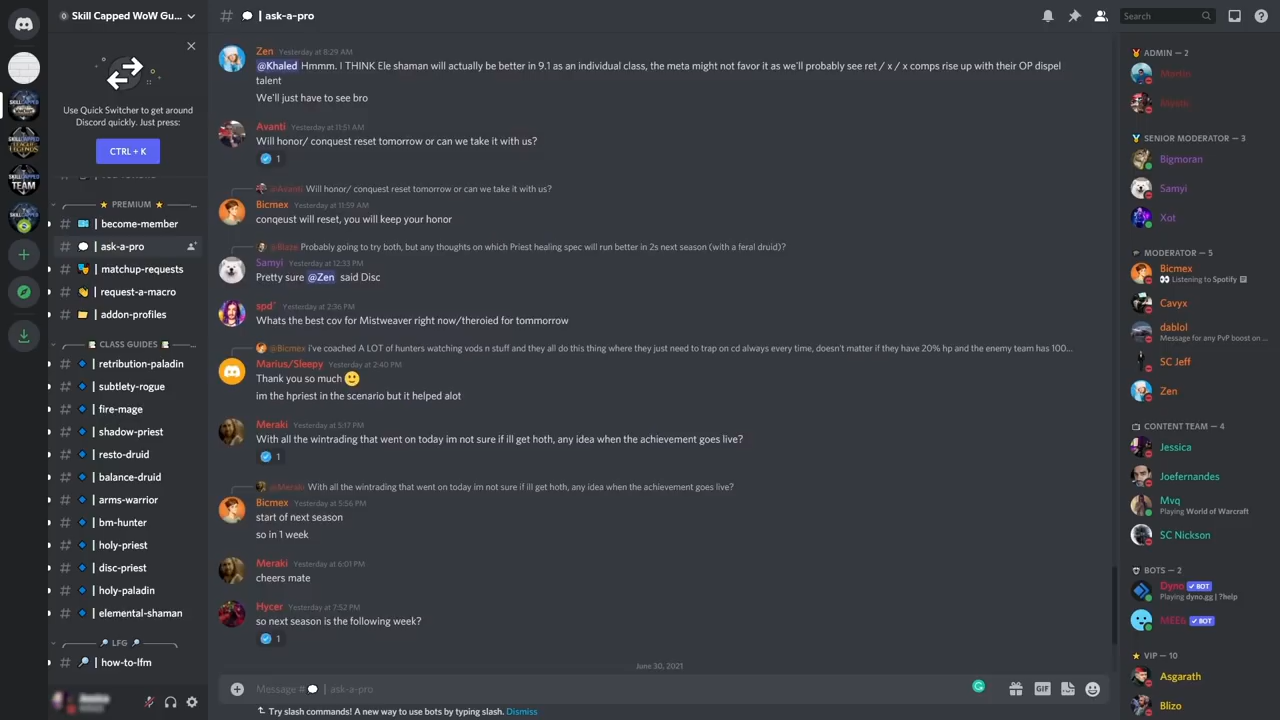 Skill Capped WoW Gu...
Use Quick Switcher to get around
Discord quickly. Just press:
CTRL + K
PREMIUM
# | become-member
# | ask-a-pro
# | matchup-requests
# | request-a-macro
# | addon-profiles
CLASS GUIDES
# | retribution-paladin
# | subtlety-rogue
# | fire-mage
# | shadow-priest
# | resto-druid
# | balance-druid
# | arms-warrior
# | bm-hunter
# | holy-priest
# | disc-priest
# | holy-paladin
# | elemental-shaman
LFG
# | how-to-lfm
SKILL CAPPED
SKILL CAPPED
LEAGUE LEGENDS
SKILL CAPPED
TEAM
# 💬 | ask-a-pro
Search
Zen Yesterday at 8:29 AM
@Khaled Hmmm. I THINK Ele shaman will actually be better in 9.1 as an individual class, the meta might not favor it as we'll probably see ret / x / x comps rise up with their OP dispel
talent
We'll just have to see bro
Avanti Yesterday at 11:51 AM
Will honor/ conquest reset tomorrow or can we take it with us?
1
@Avanti Will honor/ conquest reset tomorrow or can we take it with us?
Bicmex Yesterday at 11:59 AM
conqeust will reset, you will keep your honor
@Blaze Probably going to try both, but any thoughts on which Priest healing spec will run better in 2s next season (with a feral druid)?
Samyi Yesterday at 12:33 PM
Pretty sure @Zen said Disc
spd˜ Yesterday at 2:36 PM
Whats the best cov for Mistweaver right now/theroied for tommorrow
@Bicmex i've coached A LOT of hunters watching vods n stuff and they all do this thing where they just need to trap on cd always every time, doesn't matter if they have 20% hp and the enemy team has 100...
Marius/Sleepy Yesterday at 2:40 PM
Thank you so much 🙂
im the hpriest in the scenario but it helped alot
Meraki Yesterday at 5:17 PM
With all the wintrading that went on today im not sure if ill get hoth, any idea when the achievement goes live?
1
@Meraki With all the wintrading that went on today im not sure if ill get hoth, any idea when the achievement goes live?
Bicmex Yesterday at 5:56 PM
start of next season
so in 1 week
Meraki Yesterday at 6:01 PM
cheers mate
Hycer Yesterday at 7:52 PM
so next season is the following week?
1
June 30, 2021
Message #💬 | ask-a-pro
GIF
Try slash commands! A new way to use bots by typing slash. Dismiss
ADMIN — 2
SENIOR MODERATOR — 3
Bigmoran
Samyi
Xot
MODERATOR — 5
Bicmex
Listening to Spotify
Cavyx
dablol
Message for any PvP boost on ...
SC Jeff
Zen
CONTENT TEAM — 4
Jessica
Joefernandes
Mvq
Playing World of Warcraft
SC Nickson
BOTS — 2
Dyno BOT
Playing dyno.gg | ?help
MEE6 BOT
VIP — 10
Asgarath
Blizo